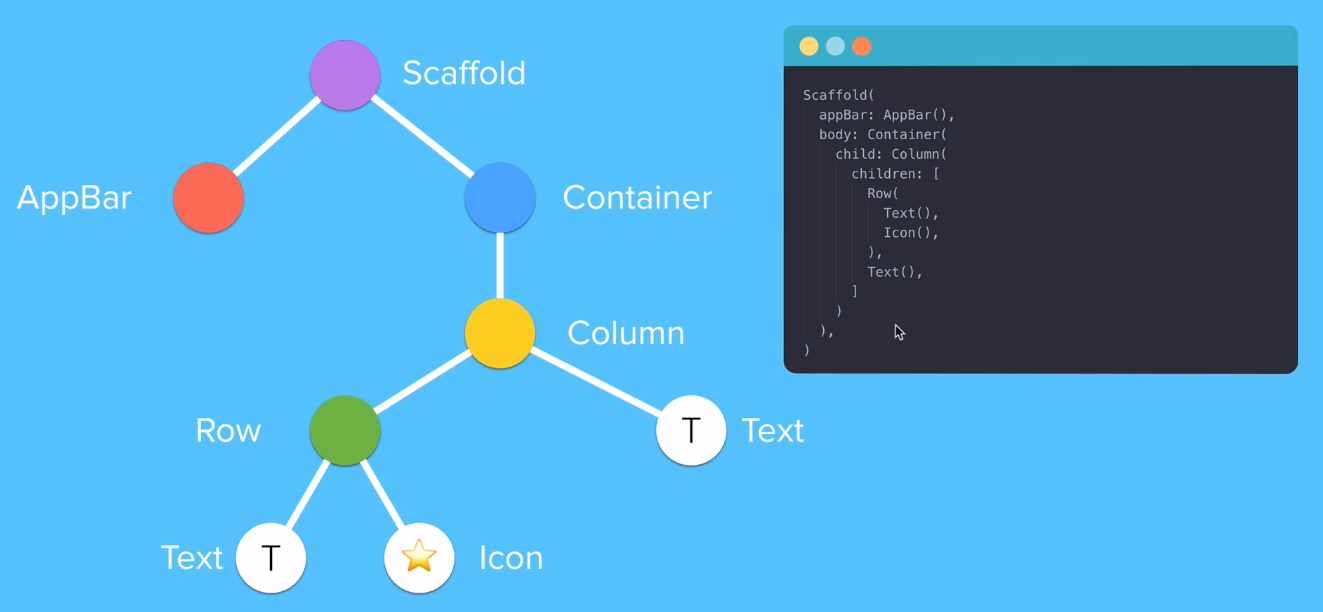 Scaffold
AppBar
Container
Column
Row
T
Text
Text
T
Icon
Scaffold(
  appBar: AppBar(),
  body: Container(
    child: Column(
      children: [
        Row(
          Text(),
          Icon(),
        ),
        Text(),
      ]
    )
  ),
)